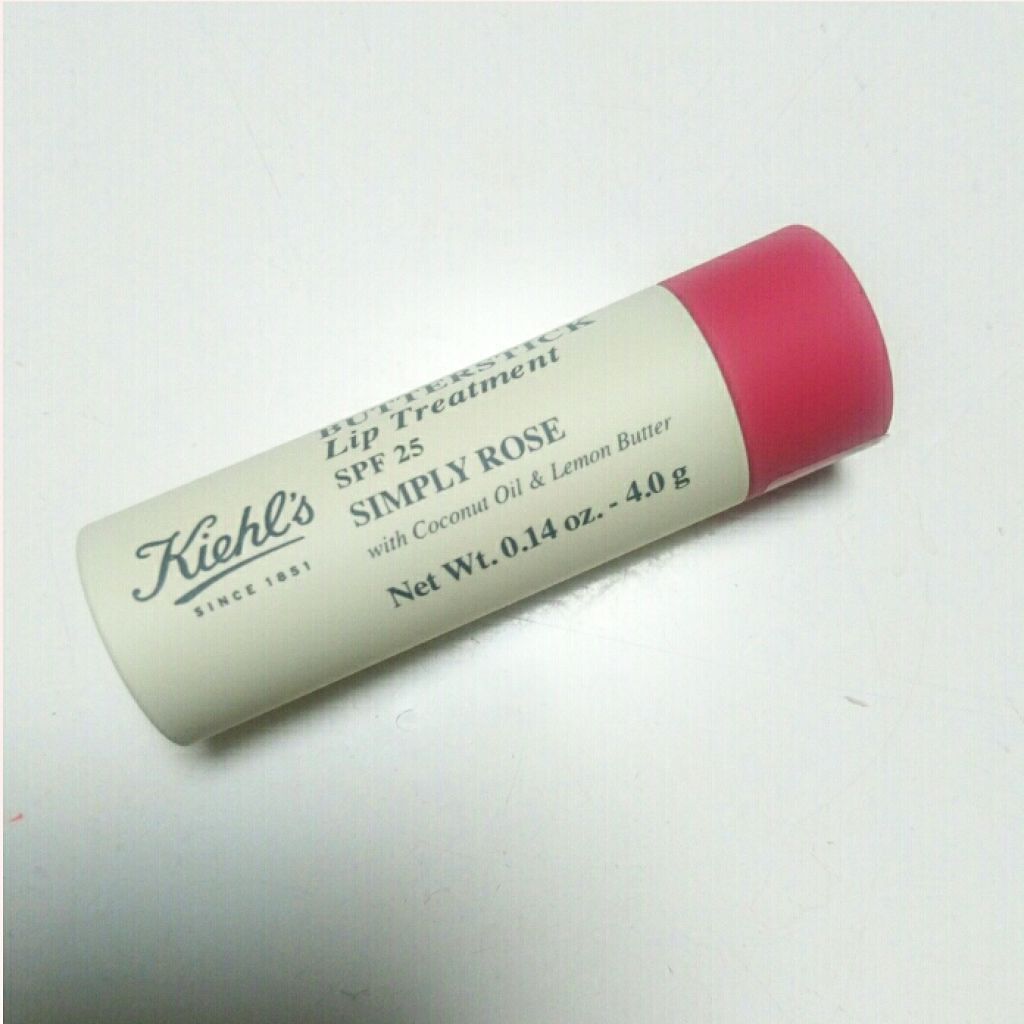 Kiehl's
SINCE 1851
BUTTERSTICK
Lip Treatment
SPF 25
SIMPLY ROSE
with Coconut Oil & Lemon Butter
Net Wt. 0.14 oz. - 4.0 g